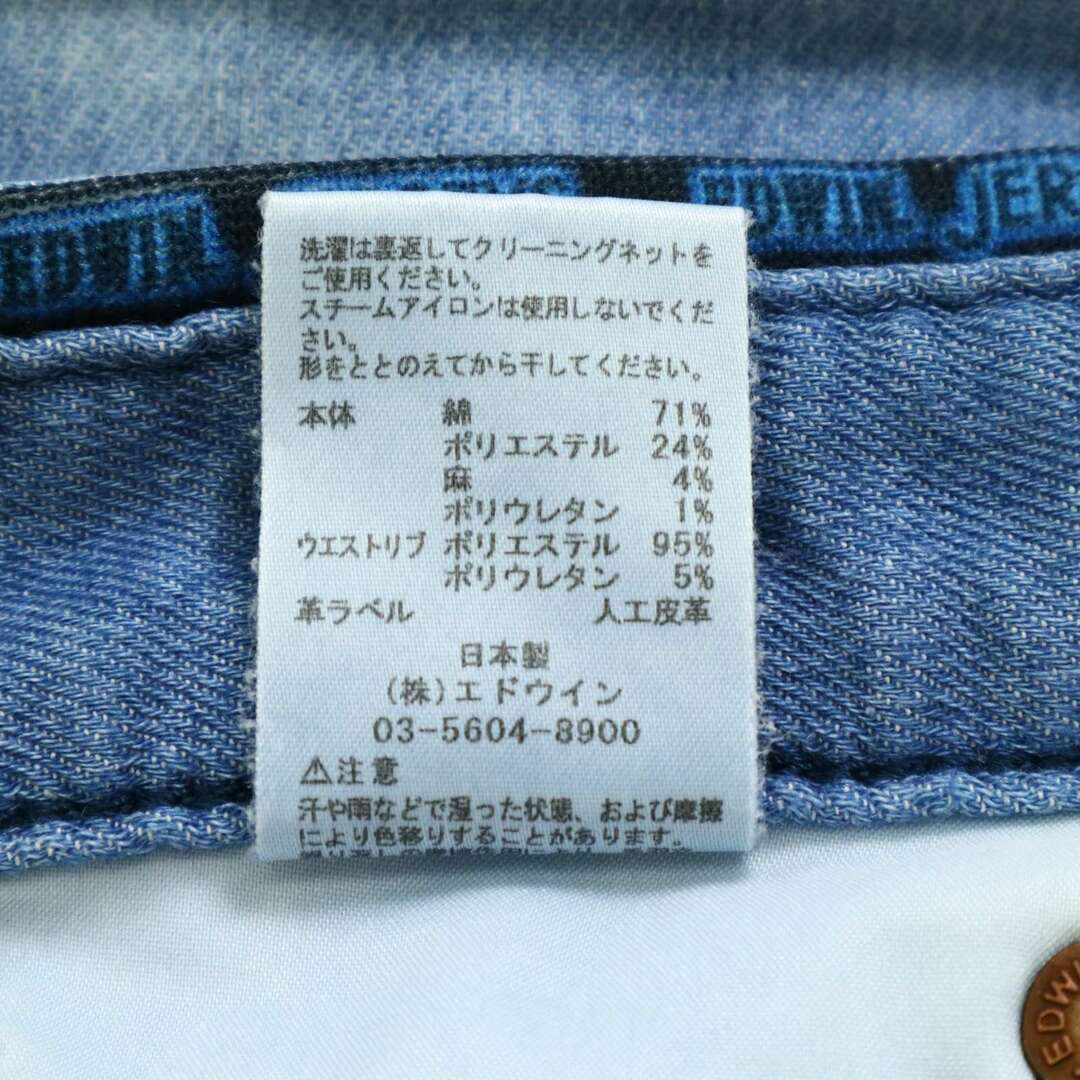 EDWIN
EDWIN JER
洗濯は裏返してクリーニングネットを
ご使用ください。
スチームアイロンは使用しないでくだ
さい。
形をととのえてから干してください。
本体 綿 71%
ポリエステル 24%
麻 4%
ポリウレタン 1%
ウエストリブ ポリエステル 95%
ポリウレタン 5%
革ラベル 人工皮革
日本製
(株)エドウイン
03-5604-8900
⚠注意
汗や雨などで湿った状態、および摩擦
により色移りすることがあります。
EDW